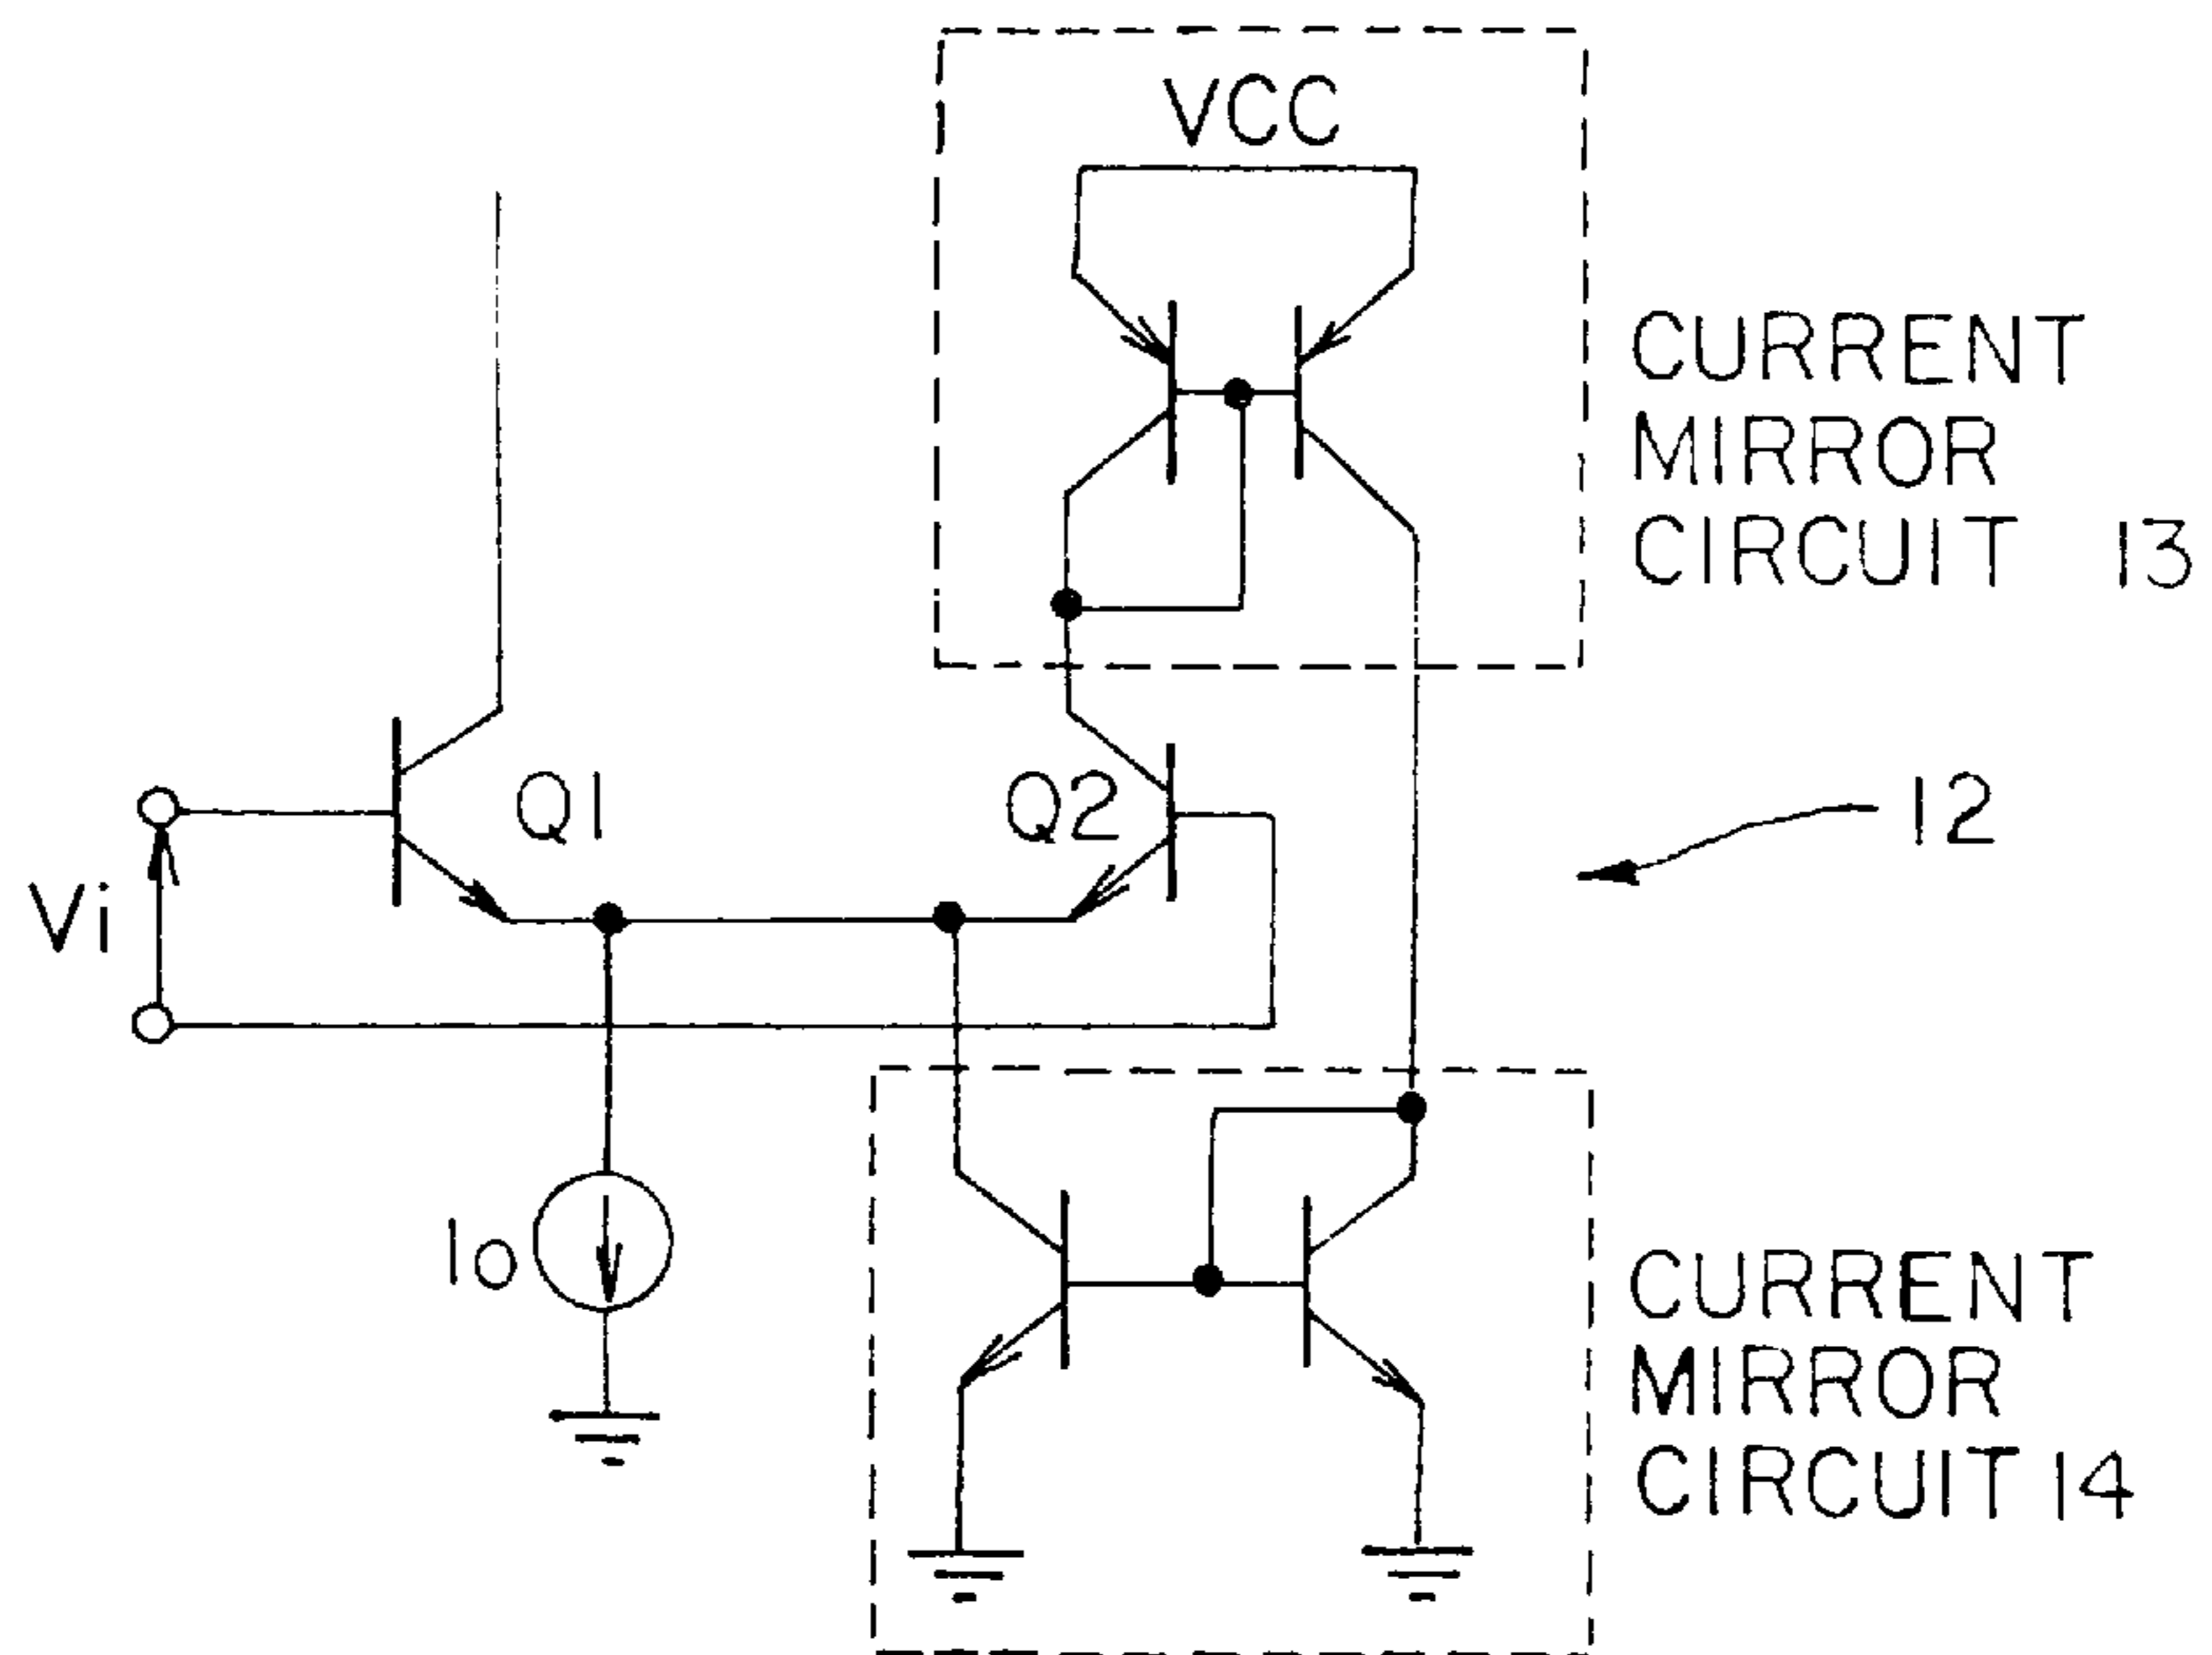 VCC
CURRENT
MIRROR
CIRCUIT 13
Q1
Q2
12
Vi
Io
CURRENT
MIRROR
CIRCUIT 14